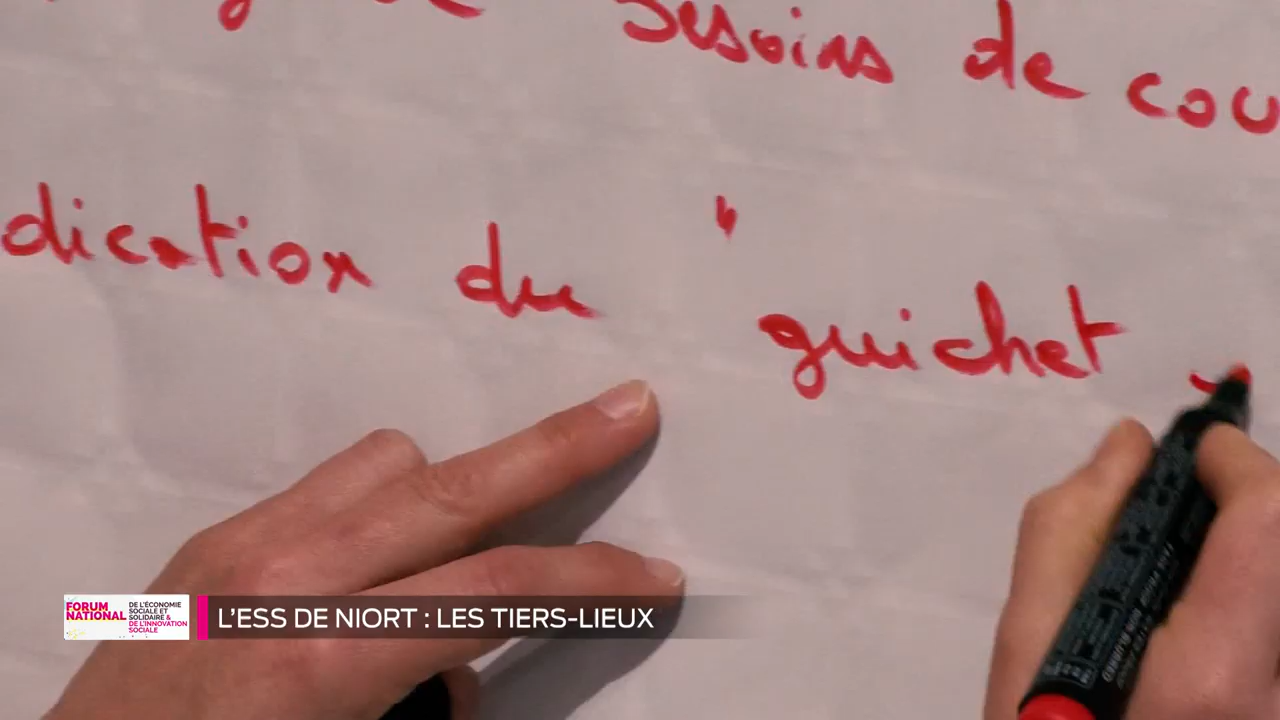 besoins de cou
dication du " guichet
FORUM NATIONAL
DE L'ÉCONOMIE
SOCIALE ET
SOLIDAIRE &
DE L'INNOVATION
SOCIALE
L'ESS DE NIORT : LES TIERS-LIEUX